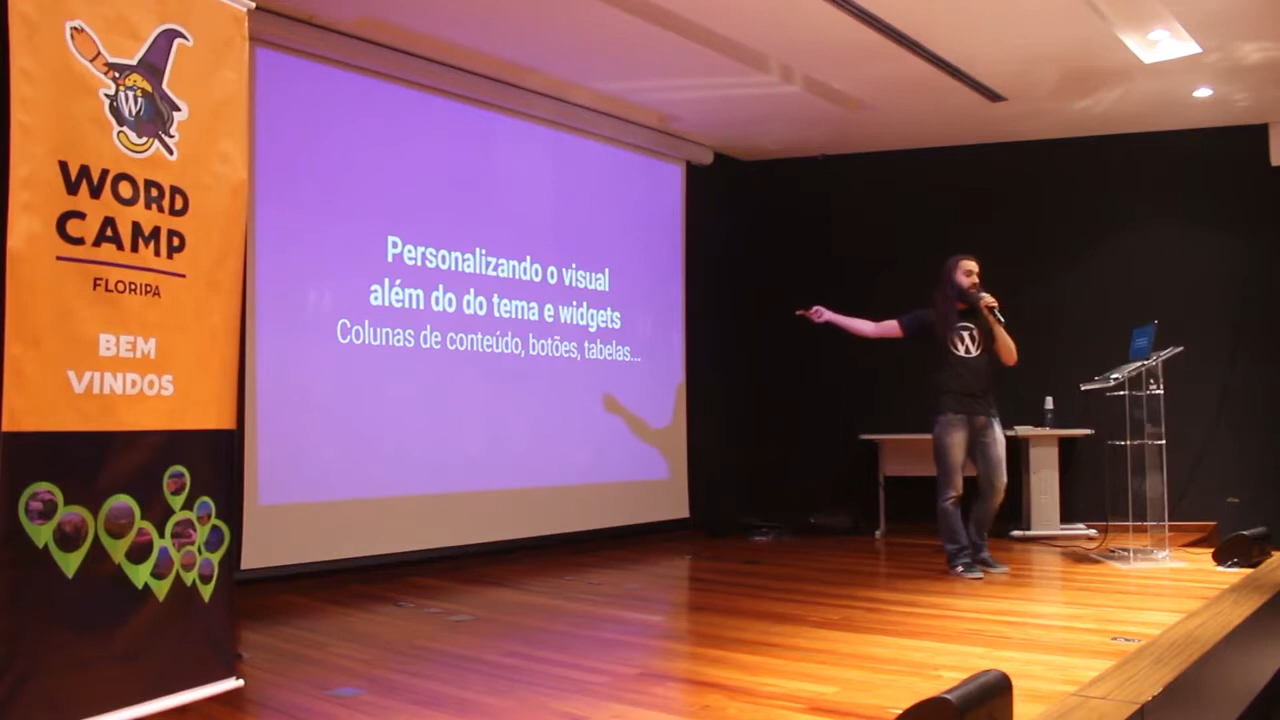 WORD
CAMP
FLORIPA
BEM
VINDOS
Personalizando o visual
além do do tema e widgets
Colunas de conteúdo, botões, tabelas...